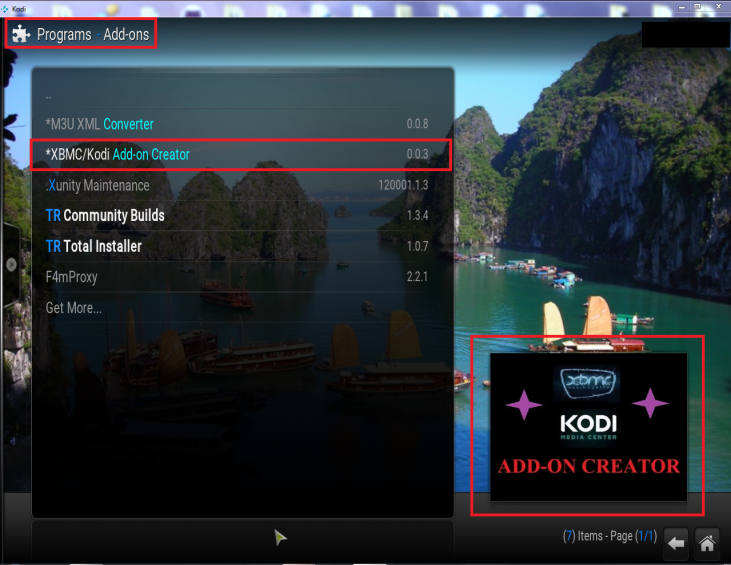 Kodi
Programs - Add-ons
..
*M3U XML Converter 0.0.8
*XBMC/Kodi Add-on Creator 0.0.3
.Xunity Maintenance 120001.1.3
TR Community Builds 1.3.4
TR Total Installer 1.0.7
F4mProxy 2.2.1
Get More...
xbmc
MEDIA CENTER
KODI
MEDIA CENTER
ADD-ON CREATOR
(7) Items - Page (1/1)